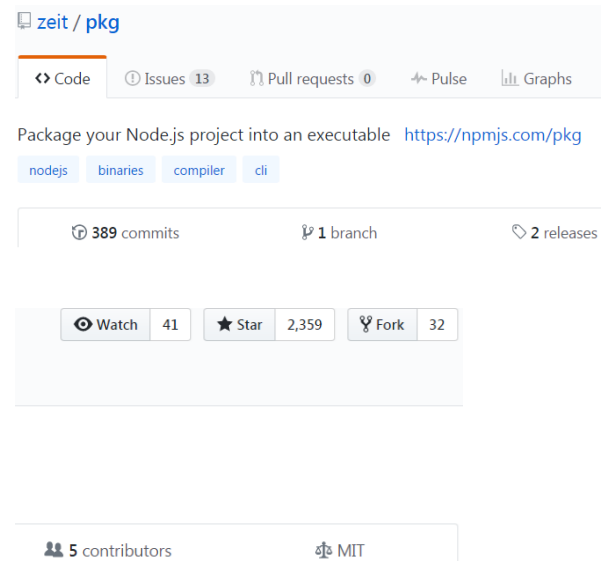 zeit / pkg
Code Issues 13 Pull requests 0 Pulse Graphs
Package your Node.js project into an executable https://npmjs.com/pkg
nodejs binaries compiler cli
389 commits 1 branch 2 releases
Watch 41 Star 2,359 Fork 32
5 contributors MIT